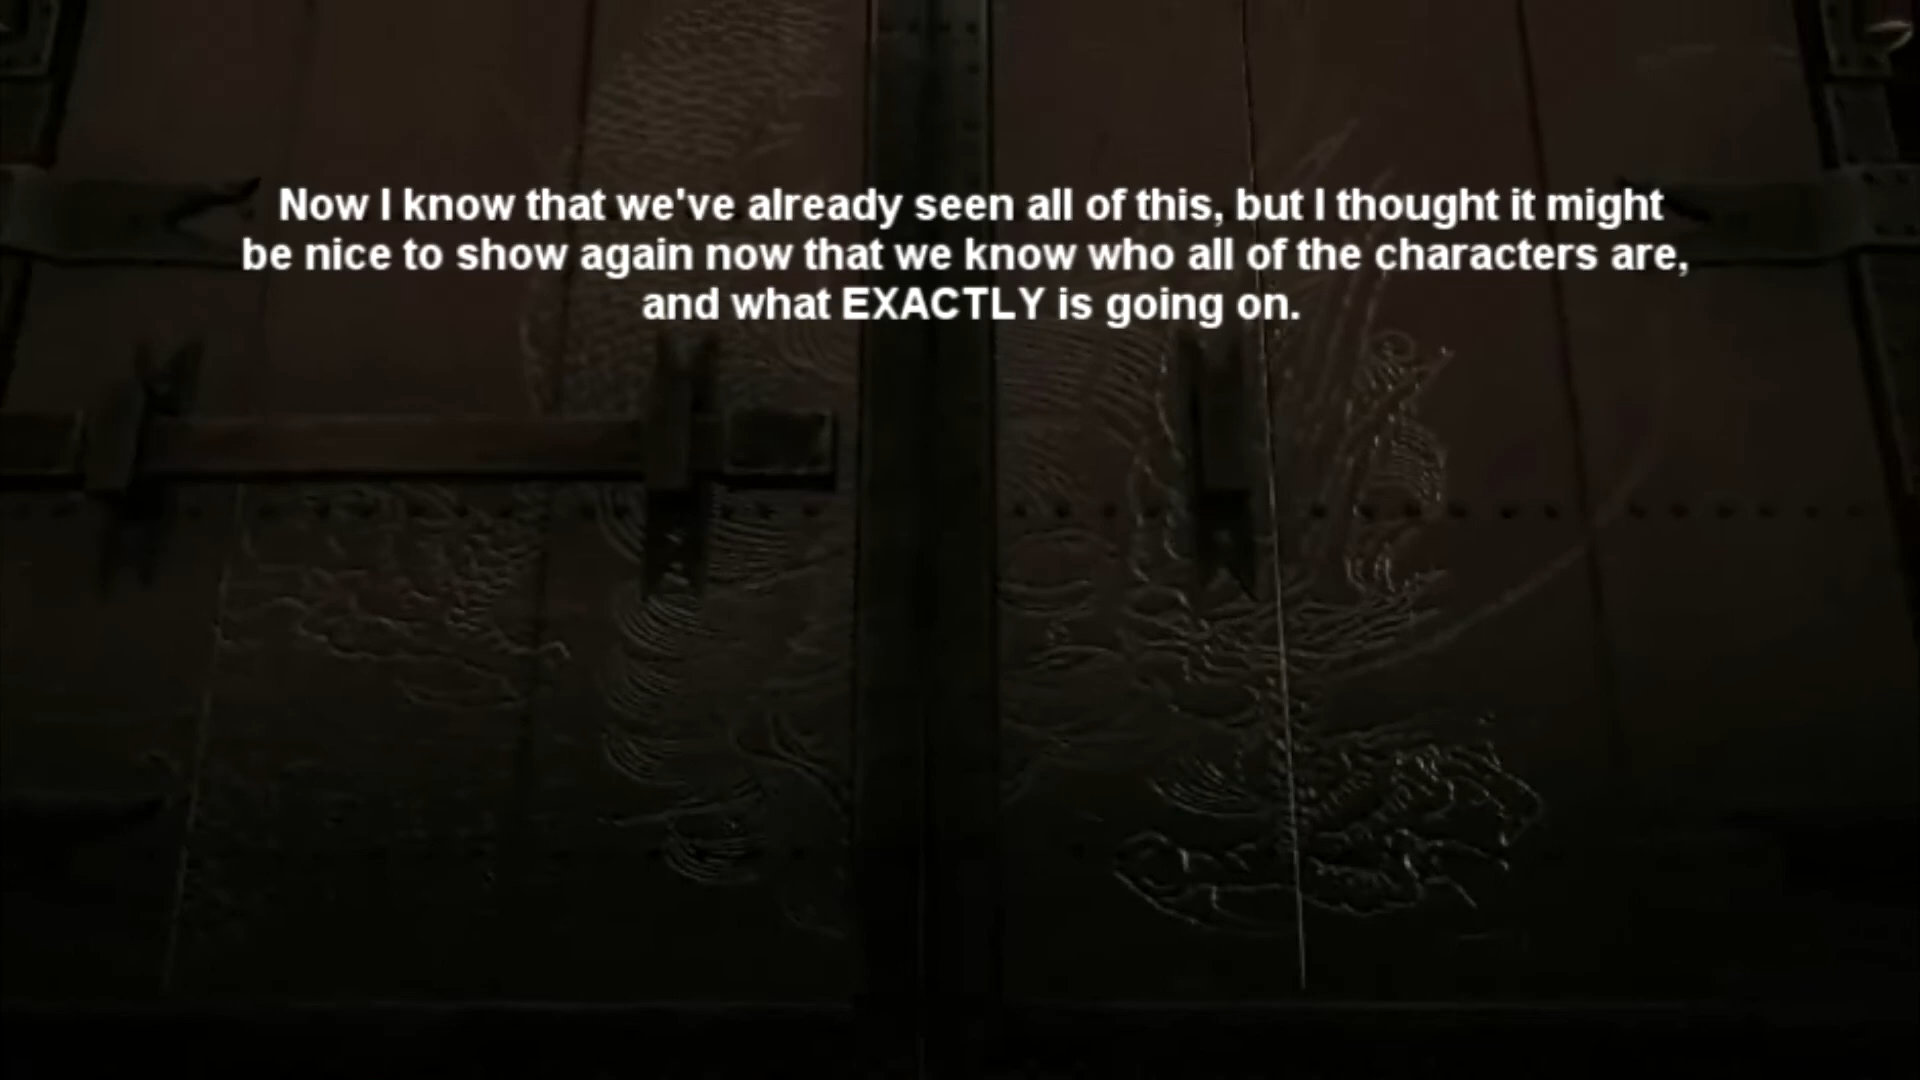 Now I know that we've already seen all of this, but I thought it might
be nice to show again now that we know who all of the characters are,
and what EXACTLY is going on.